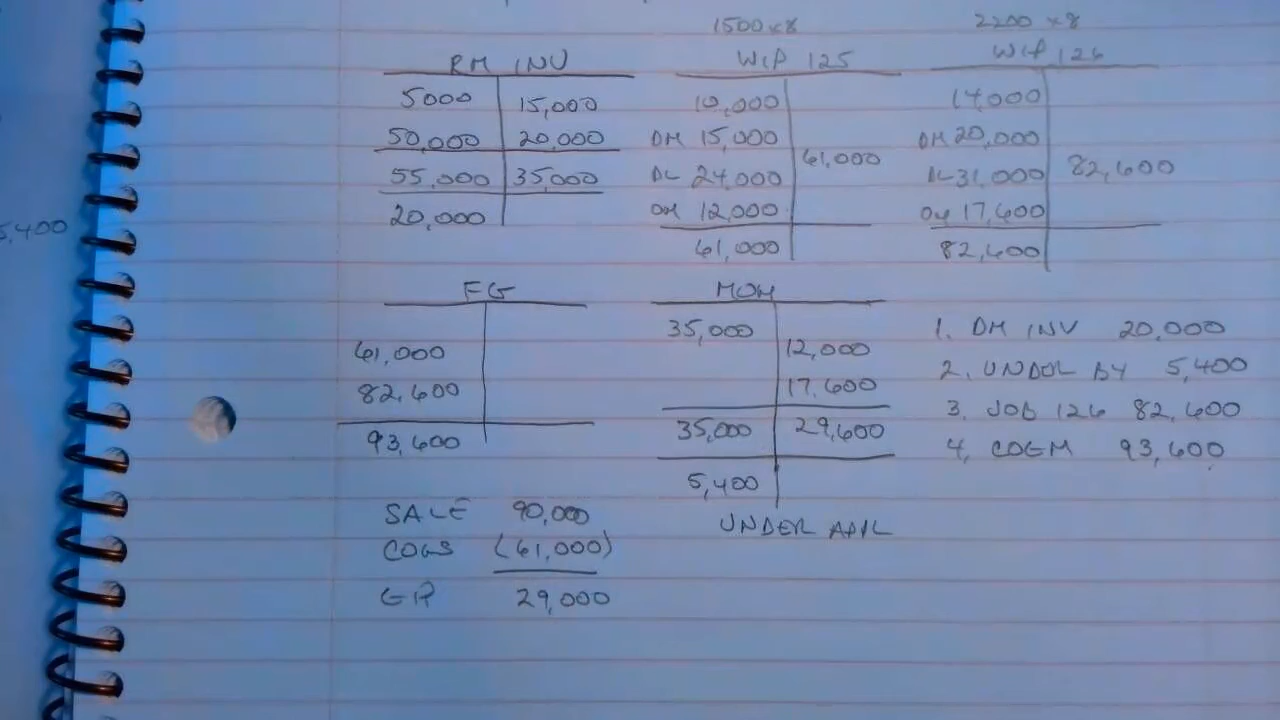 1500 x 8 2200 x 8
RM INV WIP 125 WIP 126
5000 15,000 10,000 14,000
50,000 20,000 DM 15,000 DM 20,000
61,000 82,600
55,000 35,000 DL 24,000 DL 31,000
20,000 OH 12,000 OH 17,600
5,400
61,000 82,600
FG MOH
35,000 1. DM INV 20,000
61,000 12,000
82,600 17,600 2. UNDER BY 5,400
3. JOB 126 82,600
93,600 35,000 29,600 4. COGM 93,600
5,400
SALE 90,000 UNDER APPL
COGS (61,000)
GP 29,000